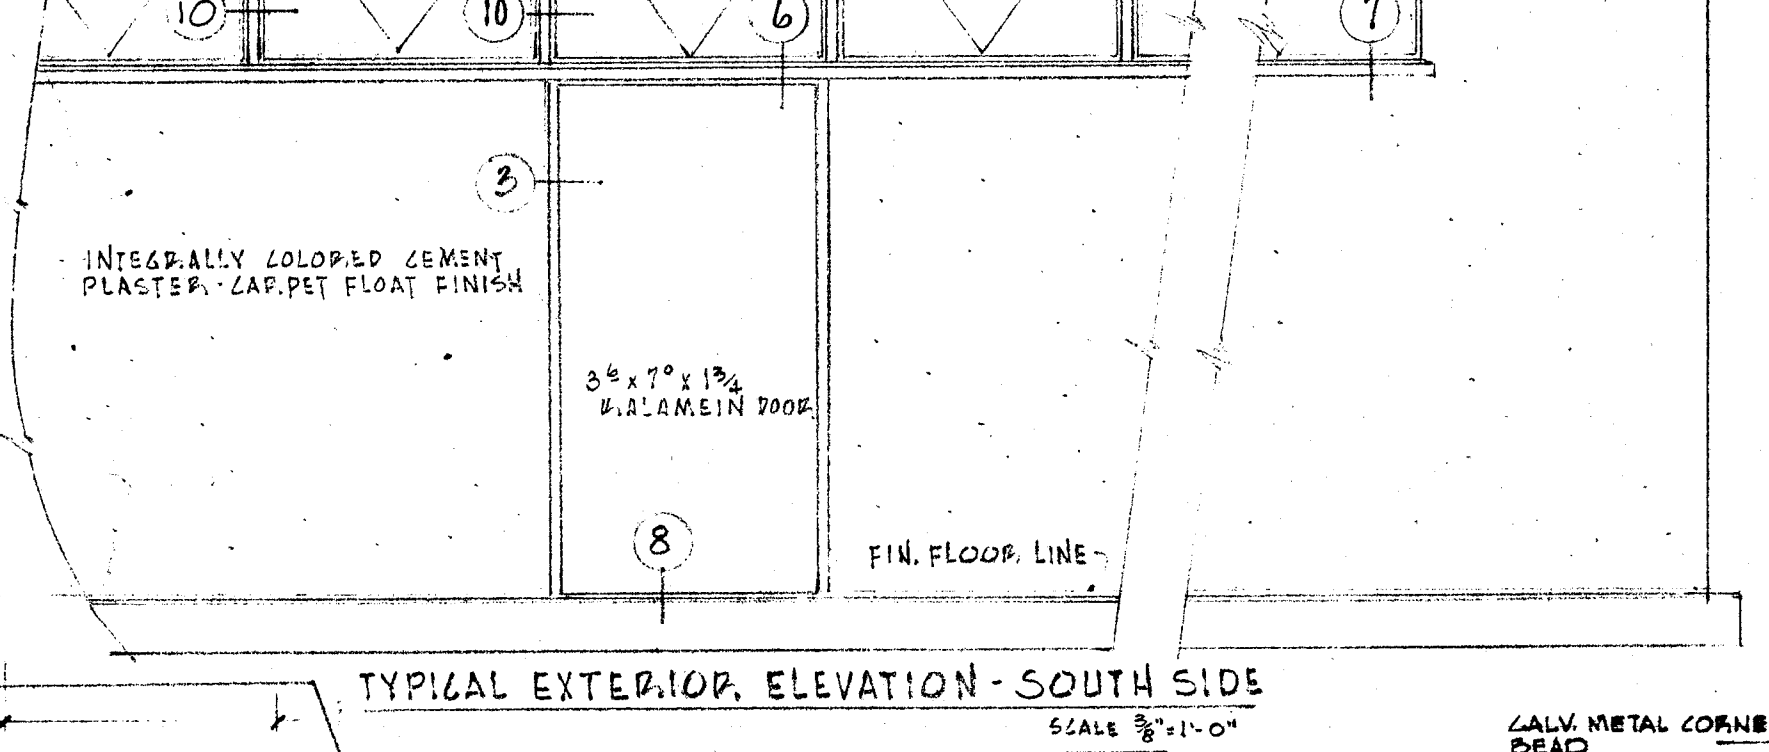 10
10
6
7
3
INTEGRALLY COLORED CEMENT
PLASTER - CARPET FLOAT FINISH
3⁶ x 7⁰ x 1¾
KALAMEIN DOOR
8
FIN. FLOOR LINE
TYPICAL EXTERIOR ELEVATION - SOUTH SIDE
SCALE ⅜" = 1'-0"
GALV. METAL CORNE
BEAD